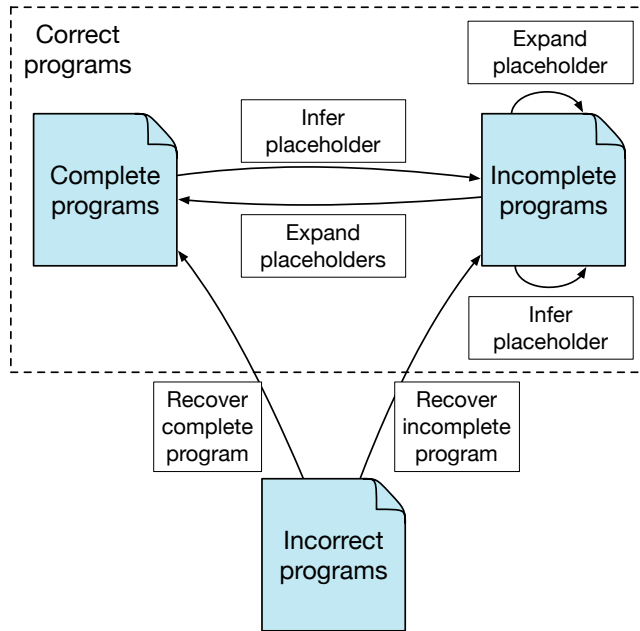 Correct
programs
Expand
placeholder
Infer
placeholder
Complete
programs
Incomplete
programs
Expand
placeholders
Infer
placeholder
Recover
complete
program
Recover
incomplete
program
Incorrect
programs